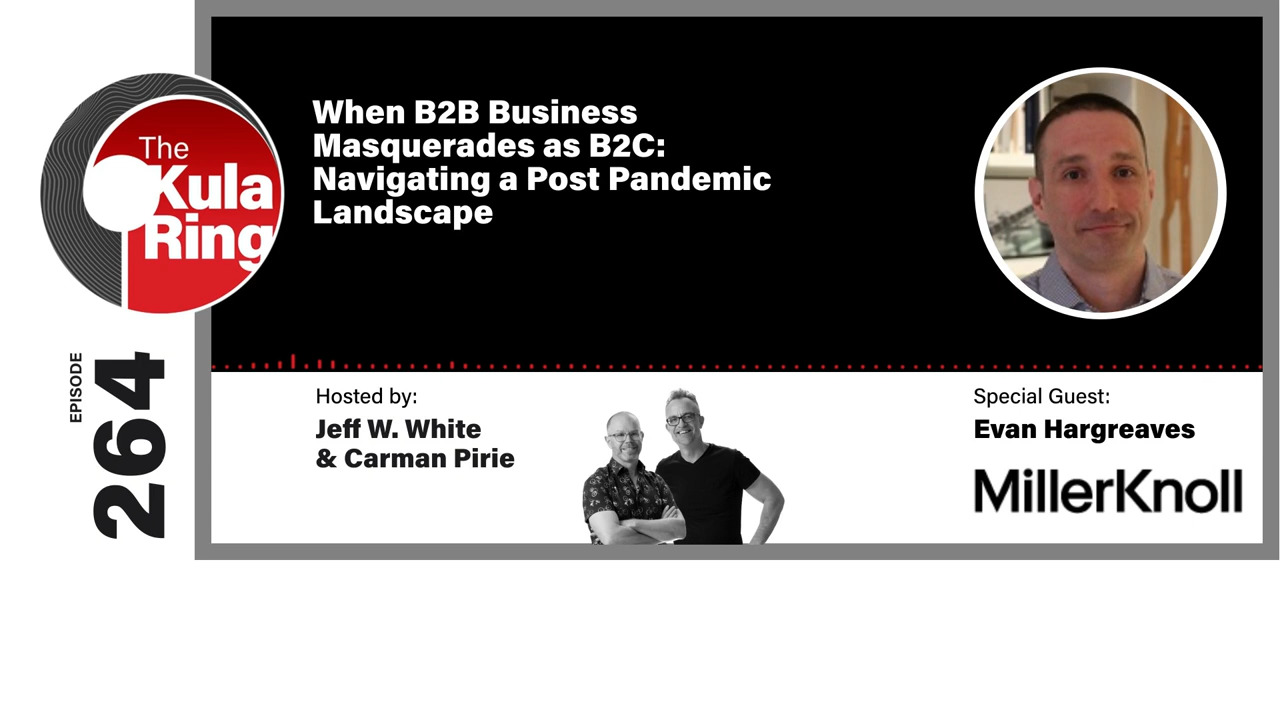 The
Kula
Ring
EPISODE
264
When B2B Business
Masquerades as B2C:
Navigating a Post Pandemic
Landscape
Hosted by:
Jeff W. White
& Carman Pirie
Special Guest:
Evan Hargreaves
MillerKnoll